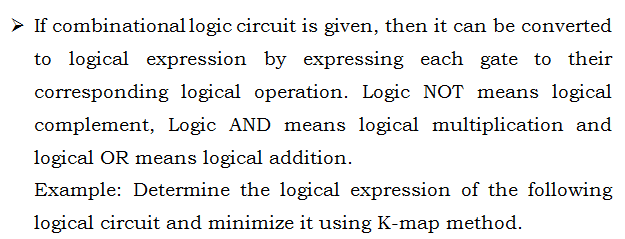 ➢ If combinational logic circuit is given, then it can be converted
to logical expression by expressing each gate to their
corresponding logical operation. Logic NOT means logical
complement, Logic AND means logical multiplication and
logical OR means logical addition.
Example: Determine the logical expression of the following
logical circuit and minimize it using K-map method.